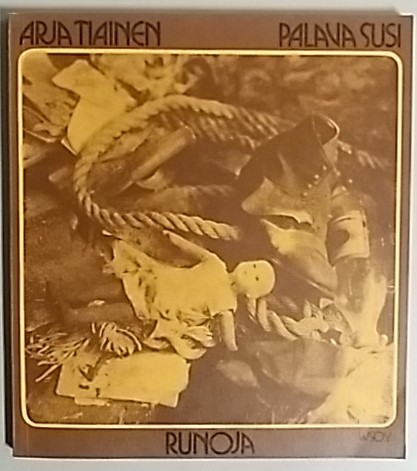 ARJA TIAINEN PALAVA SUSI
RUNOJA
WSOY